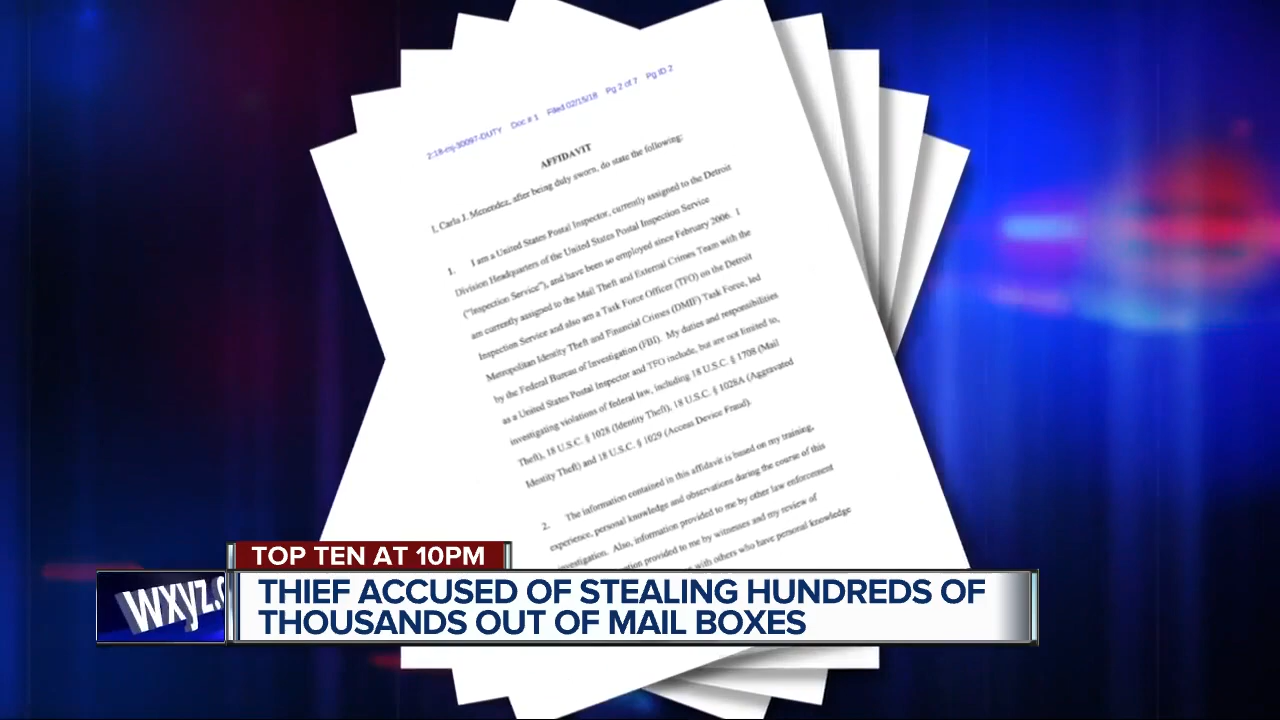 2:18-mj-30097-DUTY Doc # 1 Filed 02/15/18 Pg 2 of 7 Pg ID 2
AFFIDAVIT
I, Carla J. Menendez, after being duly sworn, do state the following:
1. I am a United States Postal Inspector, currently assigned to the Detroit
Division Headquarters of the United States Postal Inspection Service
("Inspection Service"), and have been so employed since February 2006. I
am currently assigned to the Mail Theft and External Crimes Team with the
Inspection Service and also am a Task Force Officer (TFO) on the Detroit
Metropolitan Identity Theft and Financial Crimes (DMIF) Task Force, led
by the Federal Bureau of Investigation (FBI). My duties and responsibilities
as a United States Postal Inspector and TFO include, but are not limited to,
investigating violations of federal law, including 18 U.S.C. § 1708 (Mail
Theft), 18 U.S.C. § 1028 (Identity Theft), 18 U.S.C. § 1028A (Aggravated
Identity Theft) and 18 U.S.C. § 1029 (Access Device Fraud).
2. The information contained in this affidavit is based on my training,
experience, personal knowledge and observations during the course of this
investigation. Also, information provided to me by other law enforcement
provided to me by witnesses and my review of
with others who have personal knowledge
TOP TEN AT 10PM
wxyz.c
THIEF ACCUSED OF STEALING HUNDREDS OF
THOUSANDS OUT OF MAIL BOXES